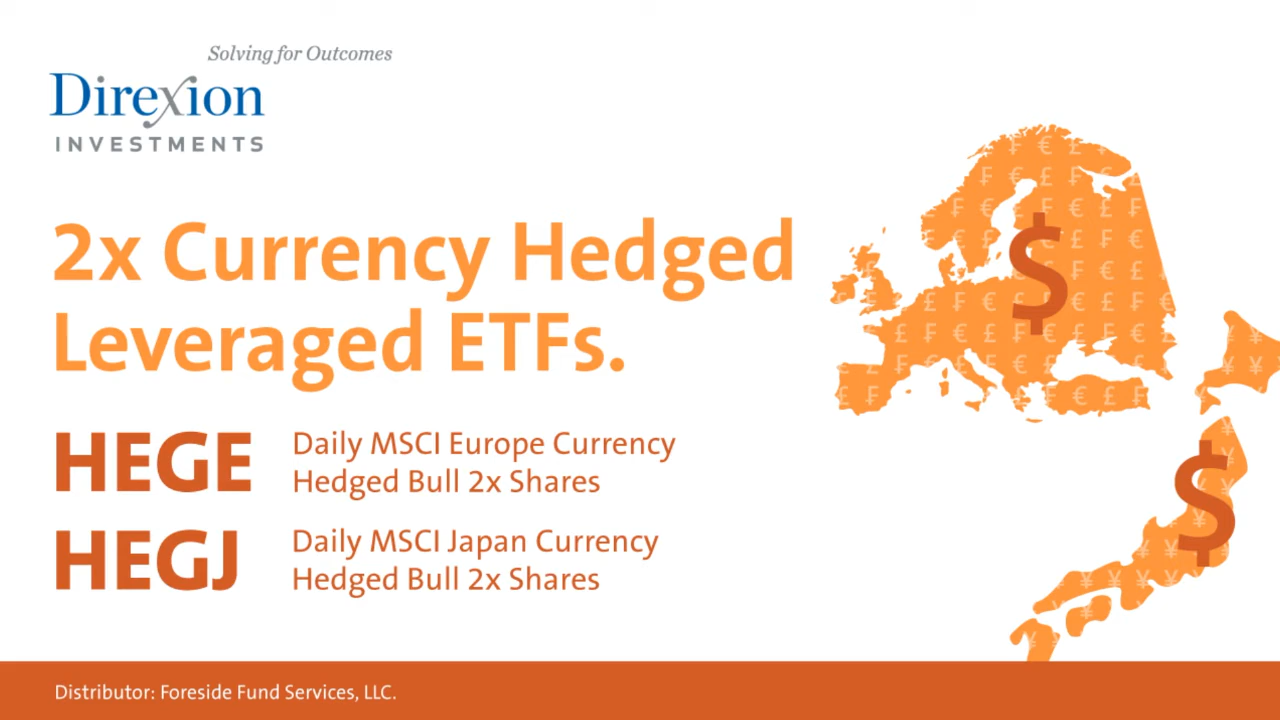 Solving for Outcomes
Direxion
INVESTMENTS
2x Currency Hedged
Leveraged ETFs.
HEGE
Daily MSCI Europe Currency
Hedged Bull 2x Shares
HEGJ
Daily MSCI Japan Currency
Hedged Bull 2x Shares
$
$
Distributor: Foreside Fund Services, LLC.